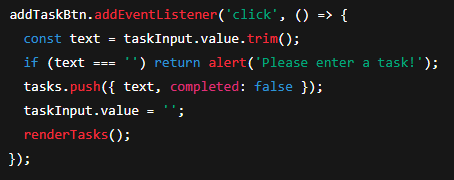 addTaskBtn.addEventListener('click', () => {
  const text = taskInput.value.trim();
  if (text === '') return alert('Please enter a task!');
  tasks.push({ text, completed: false });
  taskInput.value = '';
  renderTasks();
});